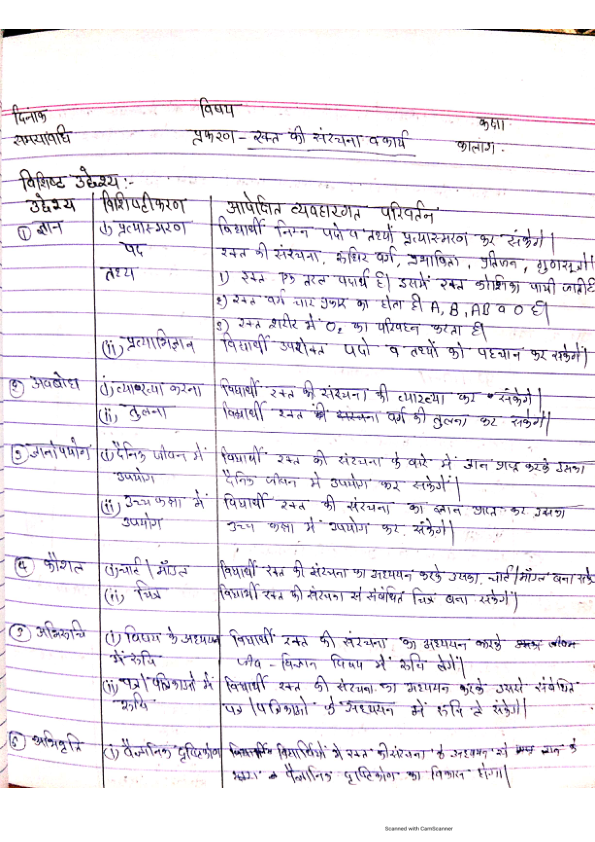 दिनांक विषय कक्षा
समयावधि प्रकरण - रक्त की संरचना व कार्य कालांश
विशिष्ट उद्देश्य :-
उद्देश्य विशिष्टीकरण अपेक्षित व्यवहारगत परिवर्तन
① ज्ञान (i) प्रत्यास्मरण विद्यार्थी निम्न पदो व तथ्यों प्रत्यास्मरण कर सकेंगे।
पद रक्त की संरचना, रूधिर वर्ग, प्रतिजन,
तथ्य 1) रक्त एक तरल पदार्थ है। इसमें रक्त कोशिका पायी जाती है
2) रक्त वर्ग चार प्रकार का होता है। A, B, AB व O है।
3) रक्त शरीर में O₂ का परिवहन करता है।
(ii) प्रत्याभिज्ञान विद्यार्थी उपरोक्त पदो व तथ्यों को पहचान कर सकेंगे।
② अवबोध (i) व्याख्या करना विद्यार्थी रक्त की संरचना की व्याख्या कर सकेंगे।
(ii) तुलना विद्यार्थी रक्त वर्ग की तुलना कर सकेंगे।
③ ज्ञानोपयोग (i) दैनिक जीवन में विद्यार्थी रक्त की संरचना के बारे में ज्ञान प्राप्त करके उसका
उपयोग दैनिक जीवन में उपयोग कर सकेंगे।
(ii) उच्च कक्षा में विद्यार्थी रक्त की संरचना का ज्ञान प्राप्त कर उसका
उपयोग उच्च कक्षा में उपयोग कर सकेंगे।
④ कौशल (i) चार्ट/मॉडल विद्यार्थी रक्त की संरचना का अध्ययन करके उसका चार्ट/मॉडल बना सकेंगे
(ii) चित्र विद्यार्थी रक्त की संरचना से संबंधित चित्र बना सकेंगे।
⑤ अभिरूचि (i) विषय के अध्ययन विद्यार्थी रक्त की संरचना का अध्ययन करके
में रूचि जीव-विज्ञान विषय में रूचि लेंगे।
(ii) पत्र/पत्रिकाओं में विद्यार्थी रक्त की संरचना का अध्ययन करके उससे संबंधित
रूचि पत्र/पत्रिकाओं के अध्ययन में रूचि ले सकेंगे।
⑥ अभिवृत्ति (i) वैज्ञानिक दृष्टिकोण विद्यार्थियों में रक्त की संरचना के अध्ययन से ज्ञान के
वैज्ञानिक दृष्टिकोण का विकास होगा।
Scanned with CamScanner